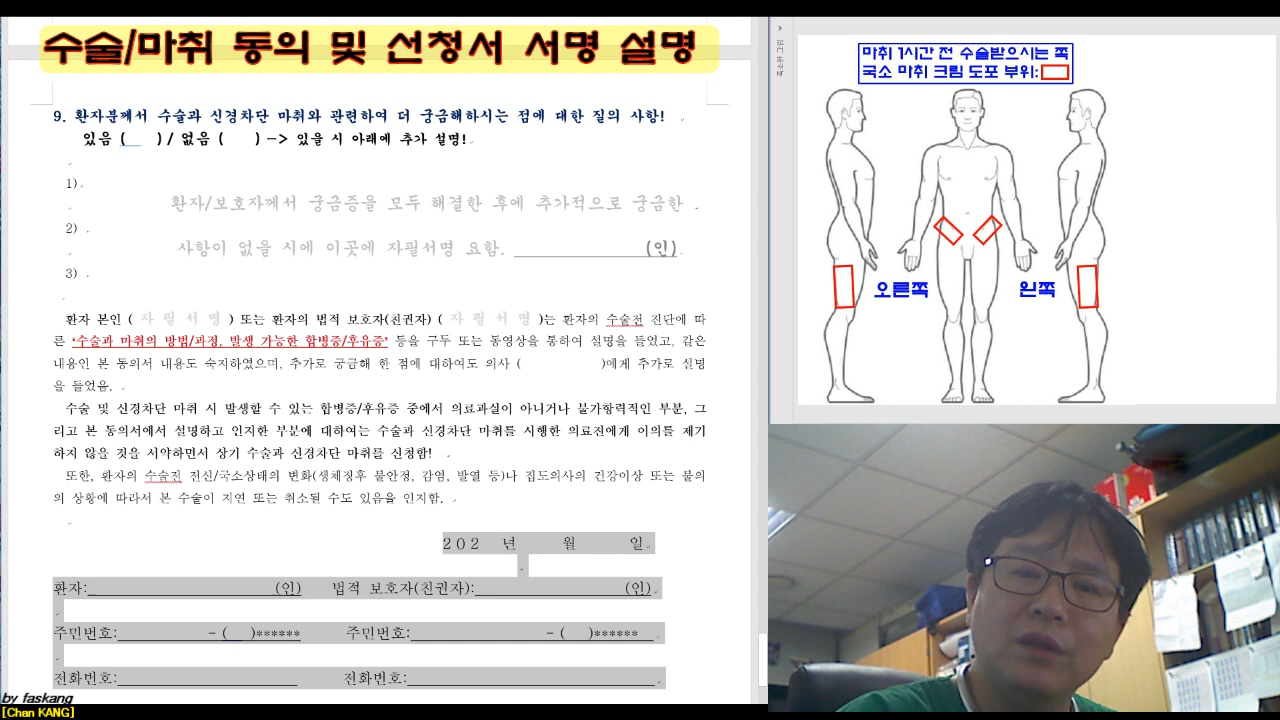 수술/마취 동의 및 신청서 서명 설명
9. 환자분께서 수술과 신경차단 마취와 관련하여 더 궁금해하시는 점에 대한 질의 사항!
있음 (   ) / 없음 (   ) -> 있을 시 아래에 추가 설명!
1)
환자/보호자께서 궁금증을 모두 해결한 후에 추가적으로 궁금한
2)
사항이 없을 시에 이곳에 자필서명 요함. ____________(인)
3)
환자 본인 ( 자 필 서 명 ) 또는 환자의 법적 보호자(친권자) ( 자 필 서 명 )는 환자의 수술전 진단에 따
른 '수술과 마취의 방법/과정, 발생 가능한 합병증/후유증' 등을 구두 또는 동영상을 통하여 설명을 들었고, 같은
내용인 본 동의서 내용도 숙지하였으며, 추가로 궁금해 한 점에 대하여도 의사 (          )에게 추가로 설명
을 들었음.
수술 및 신경차단 마취 시 발생할 수 있는 합병증/후유증 중에서 의료과실이 아니거나 불가항력적인 부분, 그
리고 본 동의서에서 설명하고 인지한 부분에 대하여는 수술과 신경차단 마취를 시행한 의료진에게 이의를 제기
하지 않을 것을 서약하면서 상기 수술과 신경차단 마취를 신청함!
또한, 환자의 수술전 전신/국소상태의 변화(생체징후 불안정, 감염, 발열 등)나 집도의사의 건강이상 또는 불의
의 상황에 따라서 본 수술이 지연 또는 취소될 수도 있음을 인지함.
202   년     월     일
환자:____________(인)   법적 보호자(친권자):____________(인)
주민번호:________ - (   )******   주민번호:________ - (   )******
전화번호:____________   전화번호:____________
by faskang
[Chan KANG]
마취 1시간 전 수술받으시는 쪽
국소 마취 크림 도포 부위:
오른쪽
왼쪽